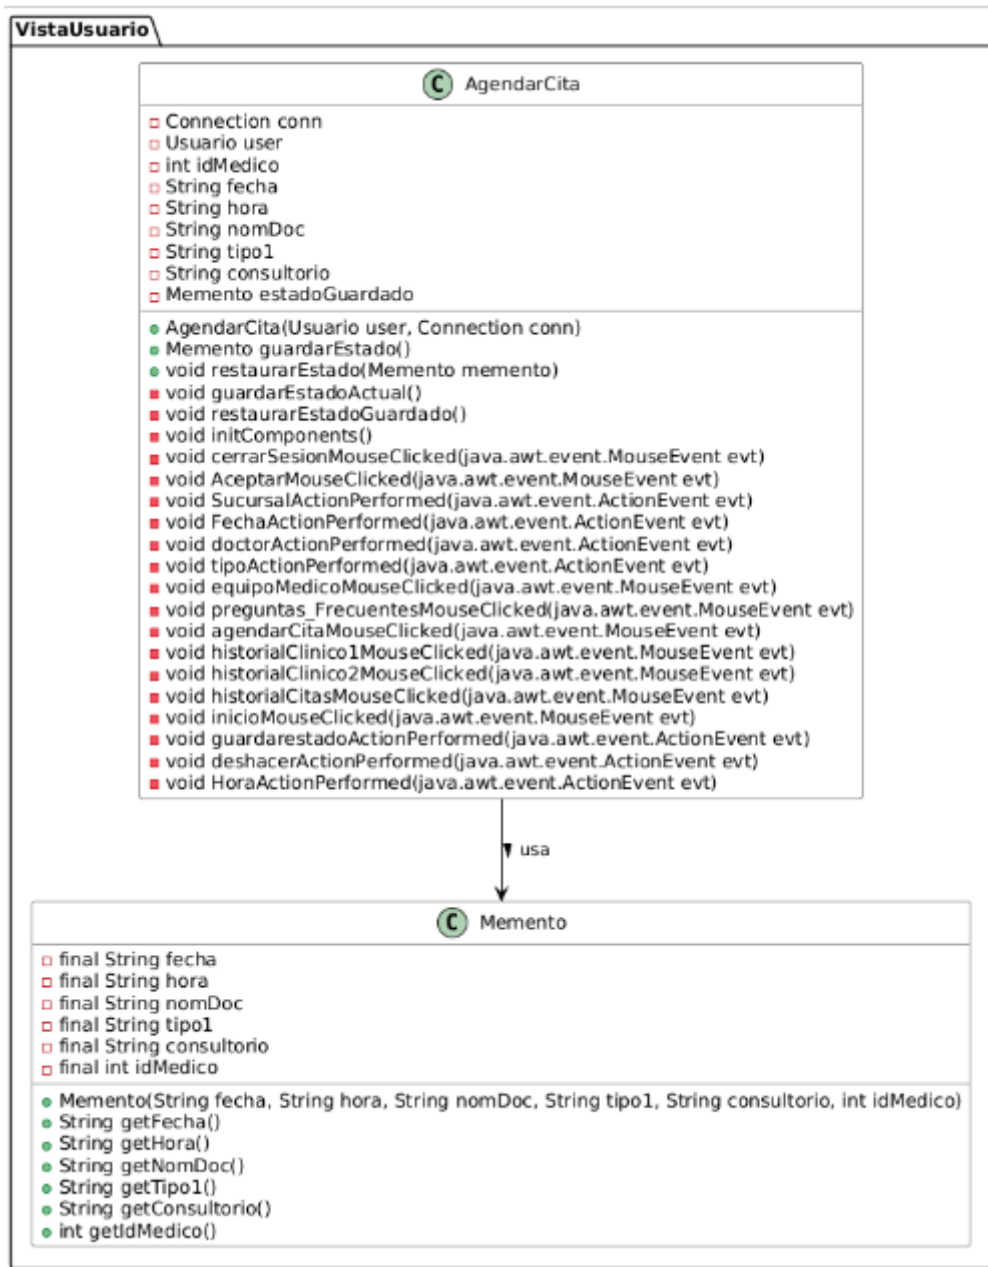 VistaUsuario
C AgendarCita
Connection conn
Usuario user
int idMedico
String fecha
String hora
String nomDoc
String tipo1
String consultorio
Memento estadoGuardado
AgendarCita(Usuario user, Connection conn)
Memento guardarEstado()
void restaurarEstado(Memento memento)
void guardarEstadoActual()
void restaurarEstadoGuardado()
void initComponents()
void cerrarSesionMouseClicked(java.awt.event.MouseEvent evt)
void AceptarMouseClicked(java.awt.event.MouseEvent evt)
void SucursalActionPerformed(java.awt.event.ActionEvent evt)
void FechaActionPerformed(java.awt.event.ActionEvent evt)
void doctorActionPerformed(java.awt.event.ActionEvent evt)
void tipoActionPerformed(java.awt.event.ActionEvent evt)
void equipoMedicoMouseClicked(java.awt.event.MouseEvent evt)
void preguntas_FrecuentesMouseClicked(java.awt.event.MouseEvent evt)
void agendarCitaMouseClicked(java.awt.event.MouseEvent evt)
void historialClinico1MouseClicked(java.awt.event.MouseEvent evt)
void historialClinico2MouseClicked(java.awt.event.MouseEvent evt)
void historialCitasMouseClicked(java.awt.event.MouseEvent evt)
void inicioMouseClicked(java.awt.event.MouseEvent evt)
void guardarestadoActionPerformed(java.awt.event.ActionEvent evt)
void deshacerActionPerformed(java.awt.event.ActionEvent evt)
void HoraActionPerformed(java.awt.event.ActionEvent evt)
usa
C Memento
final String fecha
final String hora
final String nomDoc
final String tipo1
final String consultorio
final int idMedico
Memento(String fecha, String hora, String nomDoc, String tipo1, String consultorio, int idMedico)
String getFecha()
String getHora()
String getNomDoc()
String getTipo1()
String getConsultorio()
int getIdMedico()